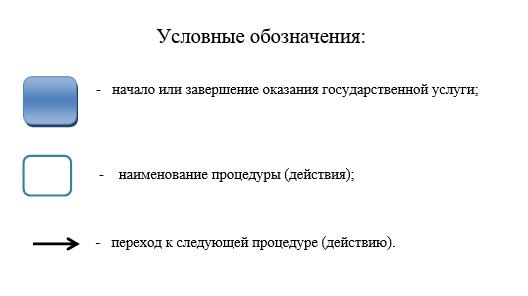 Условные обозначения:
- начало или завершение оказания государственной услуги;
- наименование процедуры (действия);
- переход к следующей процедуре (действию).